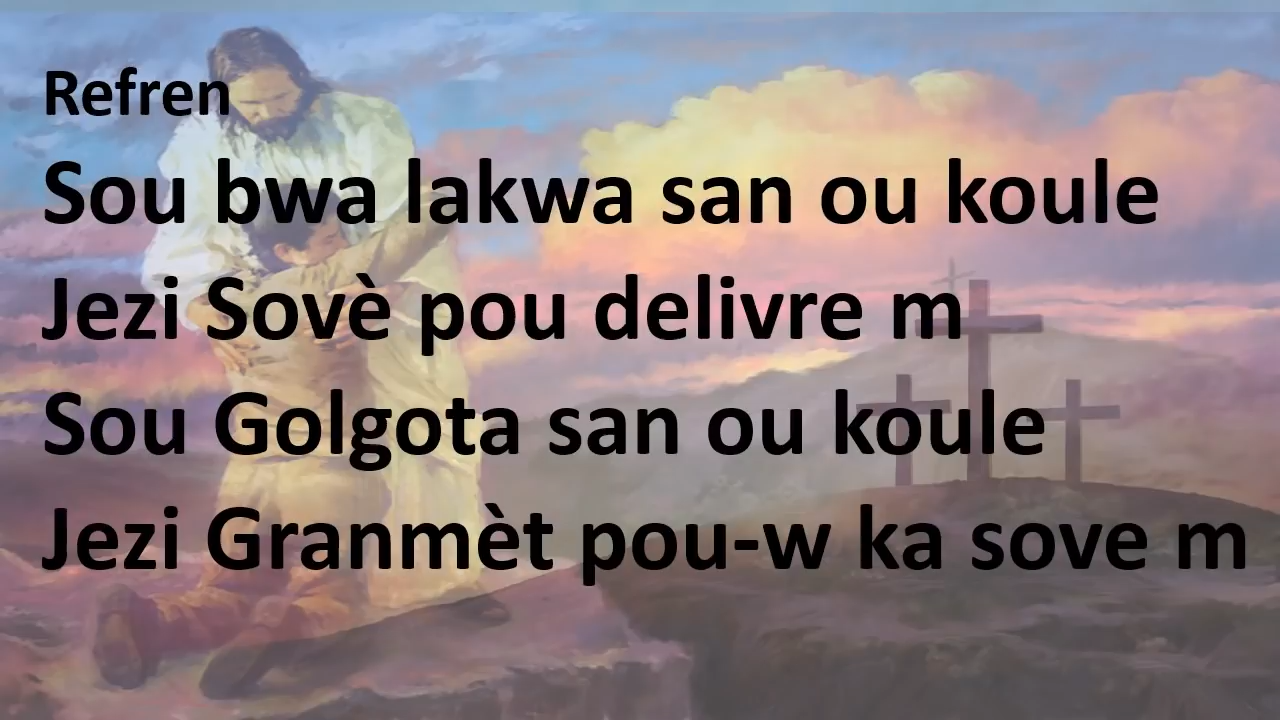 Refren
Sou bwa lakwa san ou koule
Jezi Sovè pou delivre m
Sou Golgota san ou koule
Jezi Granmèt pou-w ka sove m